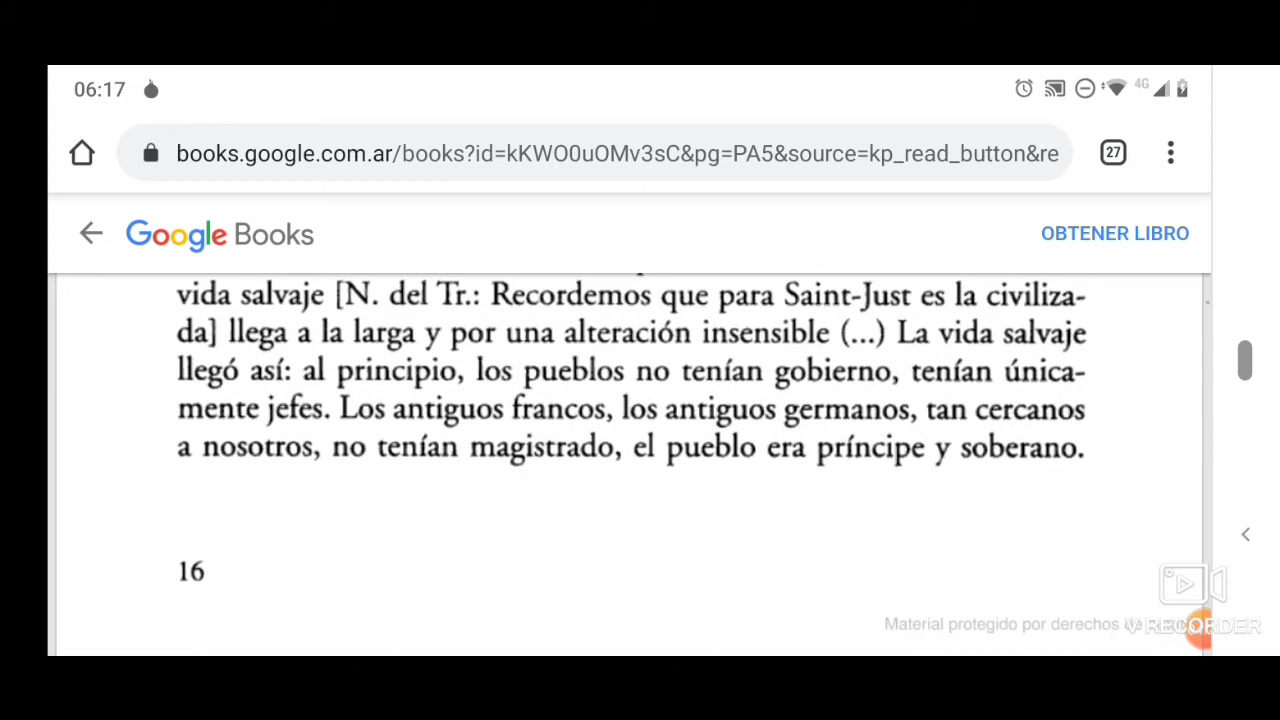 06:17
4G
books.google.com.ar/books?id=kKWO0uOMv3sC&pg=PA5&source=kp_read_button&re
27
Google Books
OBTENER LIBRO
vida salvaje [N. del Tr.: Recordemos que para Saint-Just es la civiliza-
da] llega a la larga y por una alteración insensible (...) La vida salvaje
llegó así: al principio, los pueblos no tenían gobierno, tenían única-
mente jefes. Los antiguos francos, los antiguos germanos, tan cercanos
a nosotros, no tenían magistrado, el pueblo era príncipe y soberano.
16
Material protegido por derechos
V RECORDER